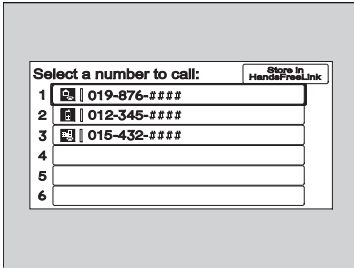 Select a number to call:
Store in
HandsFreeLink
1 019-876-####
2 012-345-####
3 015-432-####
4
5
6